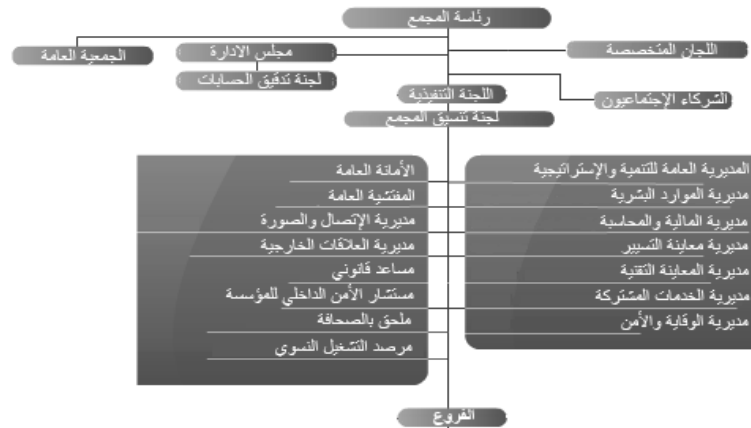 رئاسة المجمع
اللجان المتخصصة
مجلس الادارة
الجمعية العامة
لجنة تدقيق الحسابات
الشركاء الإجتماعيون
اللجنة التنفيذية
لجنة تنسيق المجمع
المديرية العامة للتنمية والإستراتيجية
مديرية الموارد البشرية
مديرية المالية والمحاسبة
مديرية معاينة التسيير
مديرية المعاينة التقنية
مديرية الخدمات المشتركة
مديرية الوقاية والأمن
الأمانة العامة
المفتشية العامة
مديرية الإتصال والصورة
مديرية العلاقات الخارجية
مساعد قانوني
مستشار الأمن الداخلي للمؤسسة
ملحق بالصحافة
مرصد التشغيل النسوي
الفروع